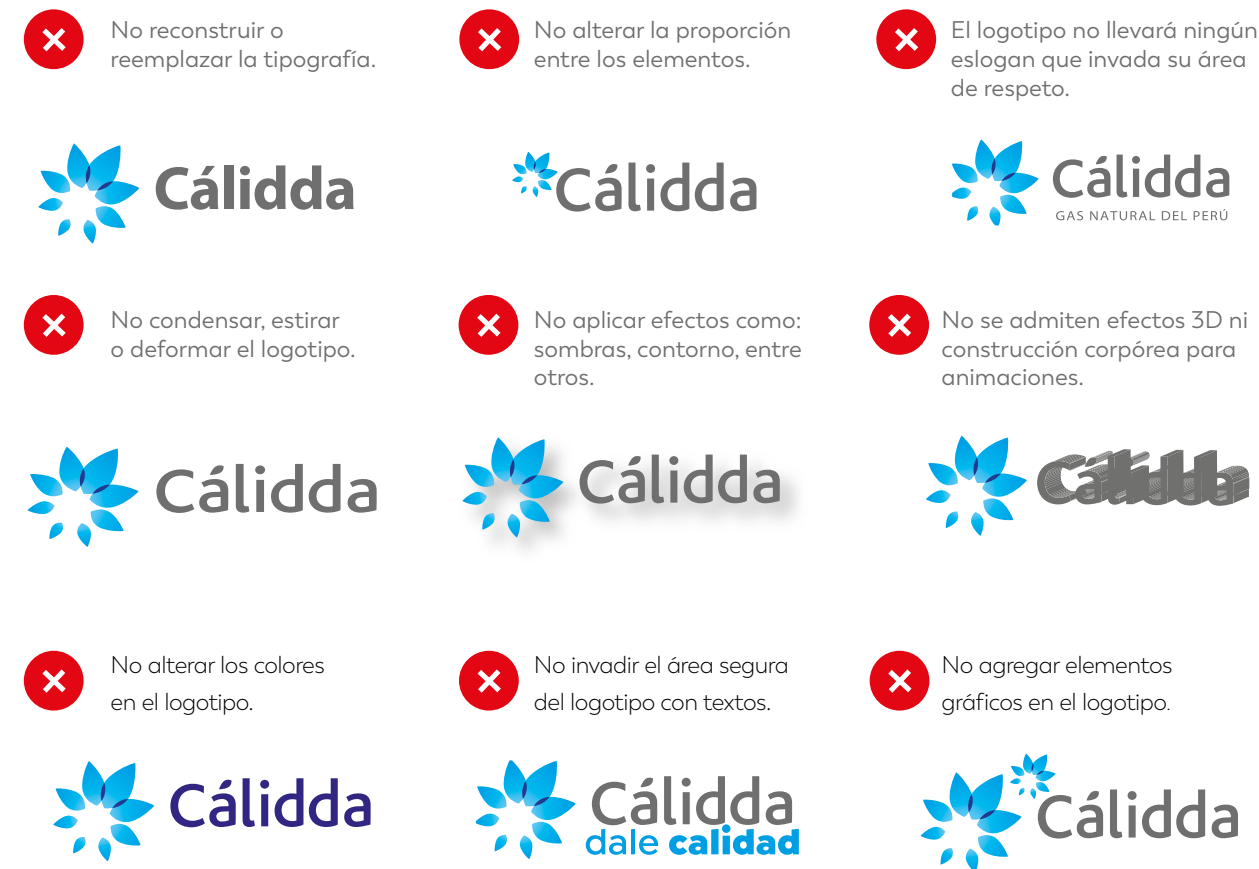 No reconstruir o
reemplazar la tipografía.
Cálidda
No alterar la proporción
entre los elementos.
Cálidda
El logotipo no llevará ningún
eslogan que invada su área
de respeto.
Cálidda
GAS NATURAL DEL PERÚ
No condensar, estirar
o deformar el logotipo.
Cálidda
No aplicar efectos como:
sombras, contorno, entre
otros.
Cálidda
No se admiten efectos 3D ni
construcción corpórea para
animaciones.
Cálidda
No alterar los colores
en el logotipo.
Cálidda
No invadir el área segura
del logotipo con textos.
Cálidda
dale calidad
No agregar elementos
gráficos en el logotipo.
Cálidda